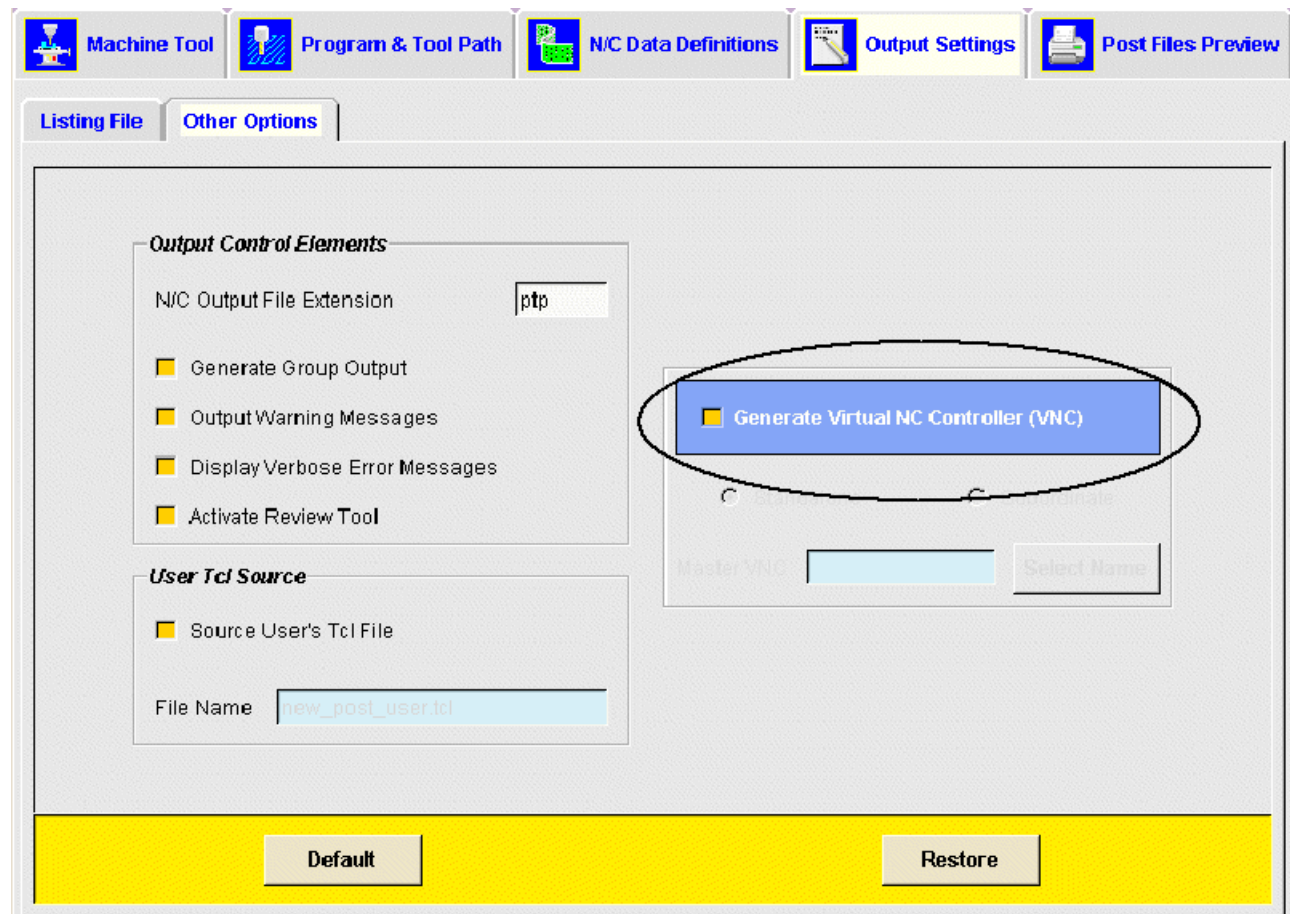 Machine Tool
Program & Tool Path
N/C Data Definitions
Output Settings
Post Files Preview
Listing File
Other Options
Output Control Elements
N/C Output File Extension
ptp
Generate Group Output
Output Warning Messages
Display Verbose Error Messages
Activate Review Tool
Generate Virtual NC Controller (VNC)
Master VNC
Select Name
User Tcl Source
Source User's Tcl File
File Name
new_post_user.tcl
Default
Restore